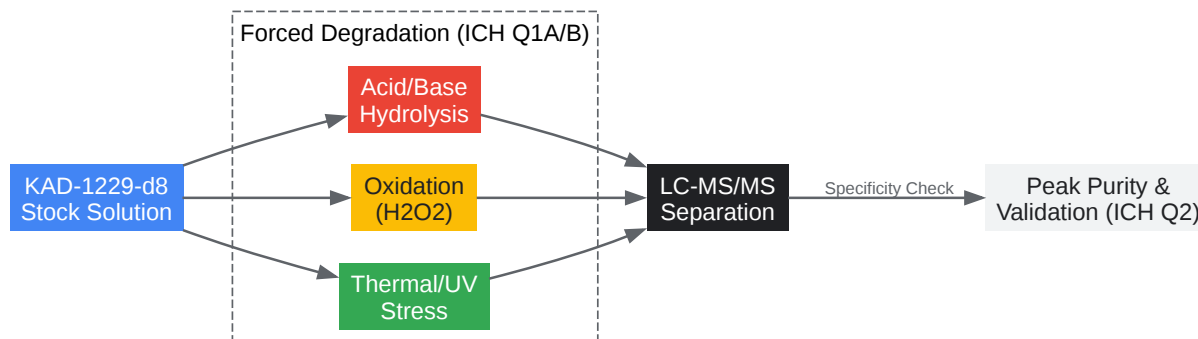 Forced Degradation (ICH Q1A/B)
Acid/Base
Hydrolysis
KAD-1229-d8
Stock Solution
Oxidation
(H2O2)
LC-MS/MS
Separation
Specificity Check
Peak Purity &
Validation (ICH Q2)
Thermal/UV
Stress